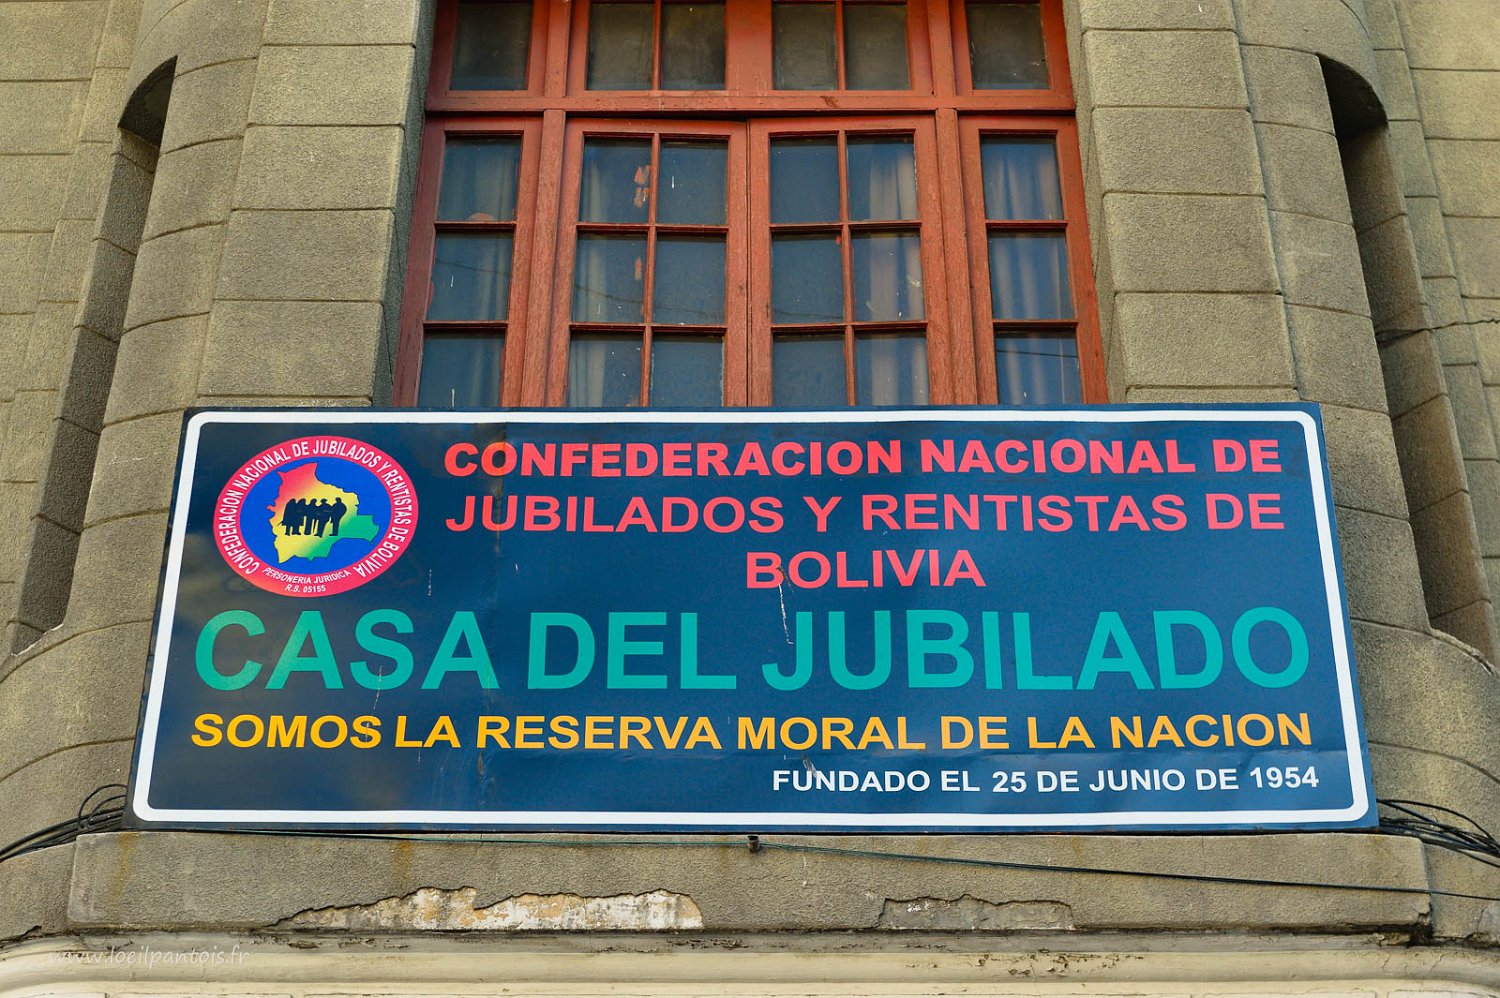 CONFEDERACION NACIONAL DE JUBILADOS Y RENTISTAS DE BOLIVIA
PERSONERIA JURIDICA
R.S. 05155
CONFEDERACION NACIONAL DE
JUBILADOS Y RENTISTAS DE
BOLIVIA
CASA DEL JUBILADO
SOMOS LA RESERVA MORAL DE LA NACION
FUNDADO EL 25 DE JUNIO DE 1954
www.loeilpantois.fr